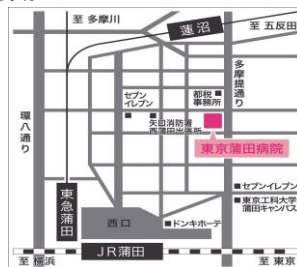 至 多摩川
蓮沼
至 五反田
環八通り
多摩堤通り
セブン
イレブン
都税
事務所
矢口消防署
西蒲田出張所
東京蒲田病院
東急蒲田
セブンイレブン
東京工科大学
蒲田キャンパス
西口
ドンキホーテ
JR蒲田
至 横浜
至 東京